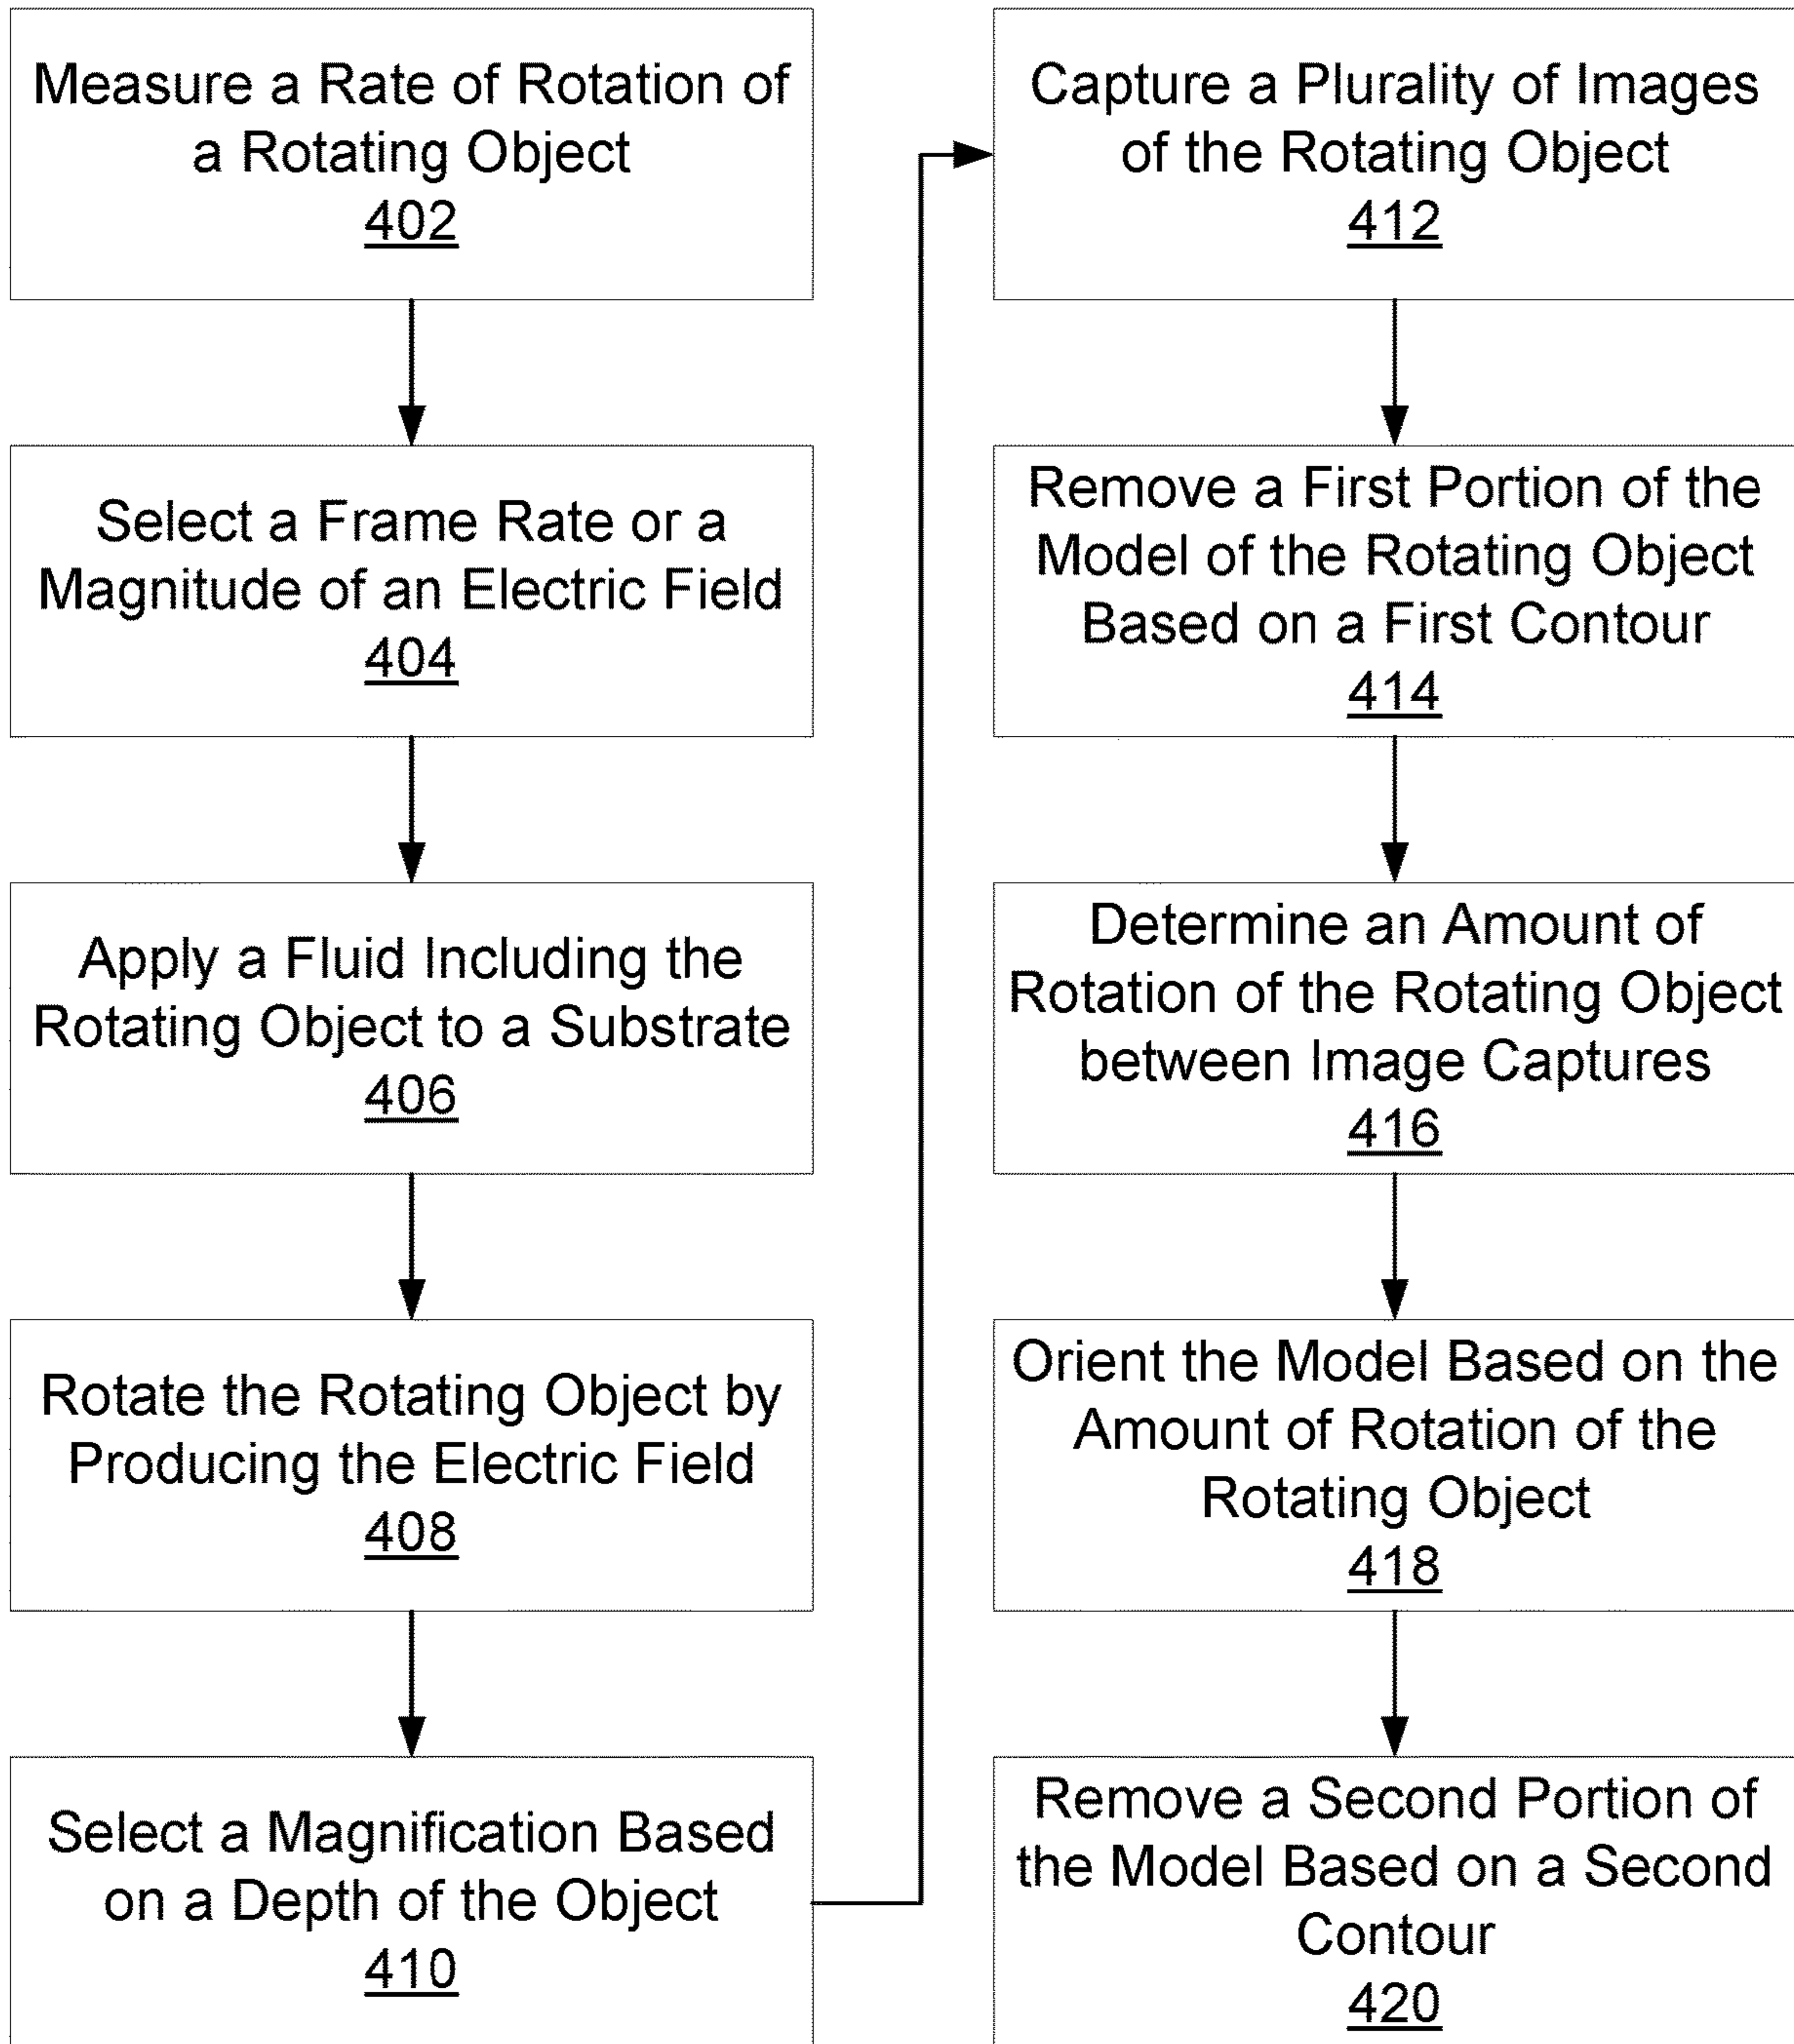 Measure a Rate of Rotation of
a Rotating Object
402
Select a Frame Rate or a
Magnitude of an Electric Field
404
Apply a Fluid Including the
Rotating Object to a Substrate
406
Rotate the Rotating Object by
Producing the Electric Field
408
Select a Magnification Based
on a Depth of the Object
410
Capture a Plurality of Images
of the Rotating Object
412
Remove a First Portion of the
Model of the Rotating Object
Based on a First Contour
414
Determine an Amount of
Rotation of the Rotating Object
between Image Captures
416
Orient the Model Based on the
Amount of Rotation of the
Rotating Object
418
Remove a Second Portion of
the Model Based on a Second
Contour
420